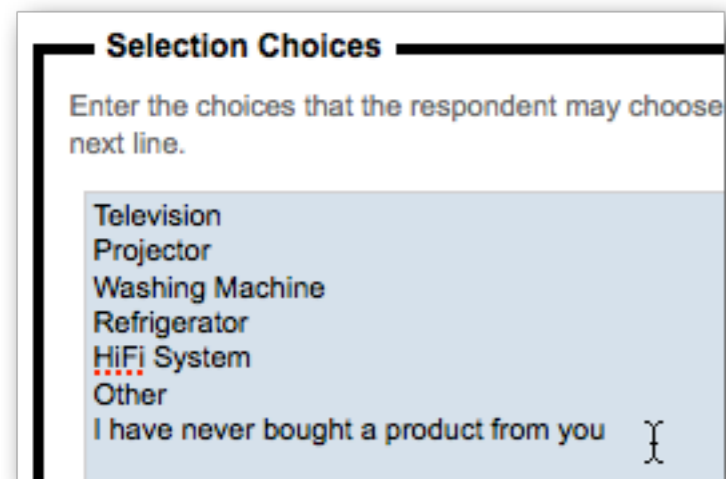 Selection Choices
Enter the choices that the respondent may choose
next line.
Television
Projector
Washing Machine
Refrigerator
HiFi System
Other
I have never bought a product from you